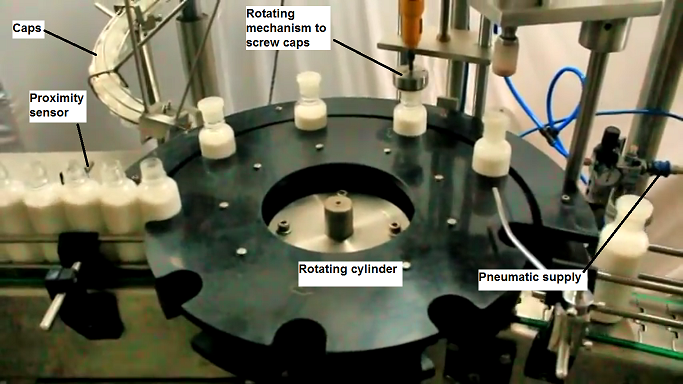 Caps
Rotating
mechanism to
screw caps
Proximity
sensor
Rotating cylinder
Pneumatic supply